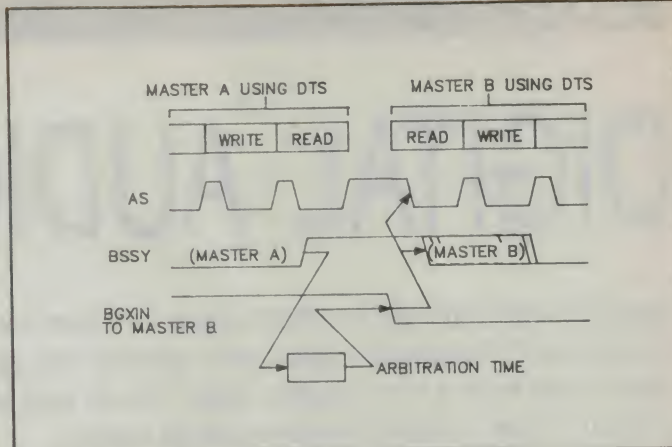 MASTER A USING DTS
MASTER B USING DTS
WRITE READ
READ WRITE
AS
BSSY (MASTER A) (MASTER B)
BGXIN
TO MASTER B
ARBITRATION TIME